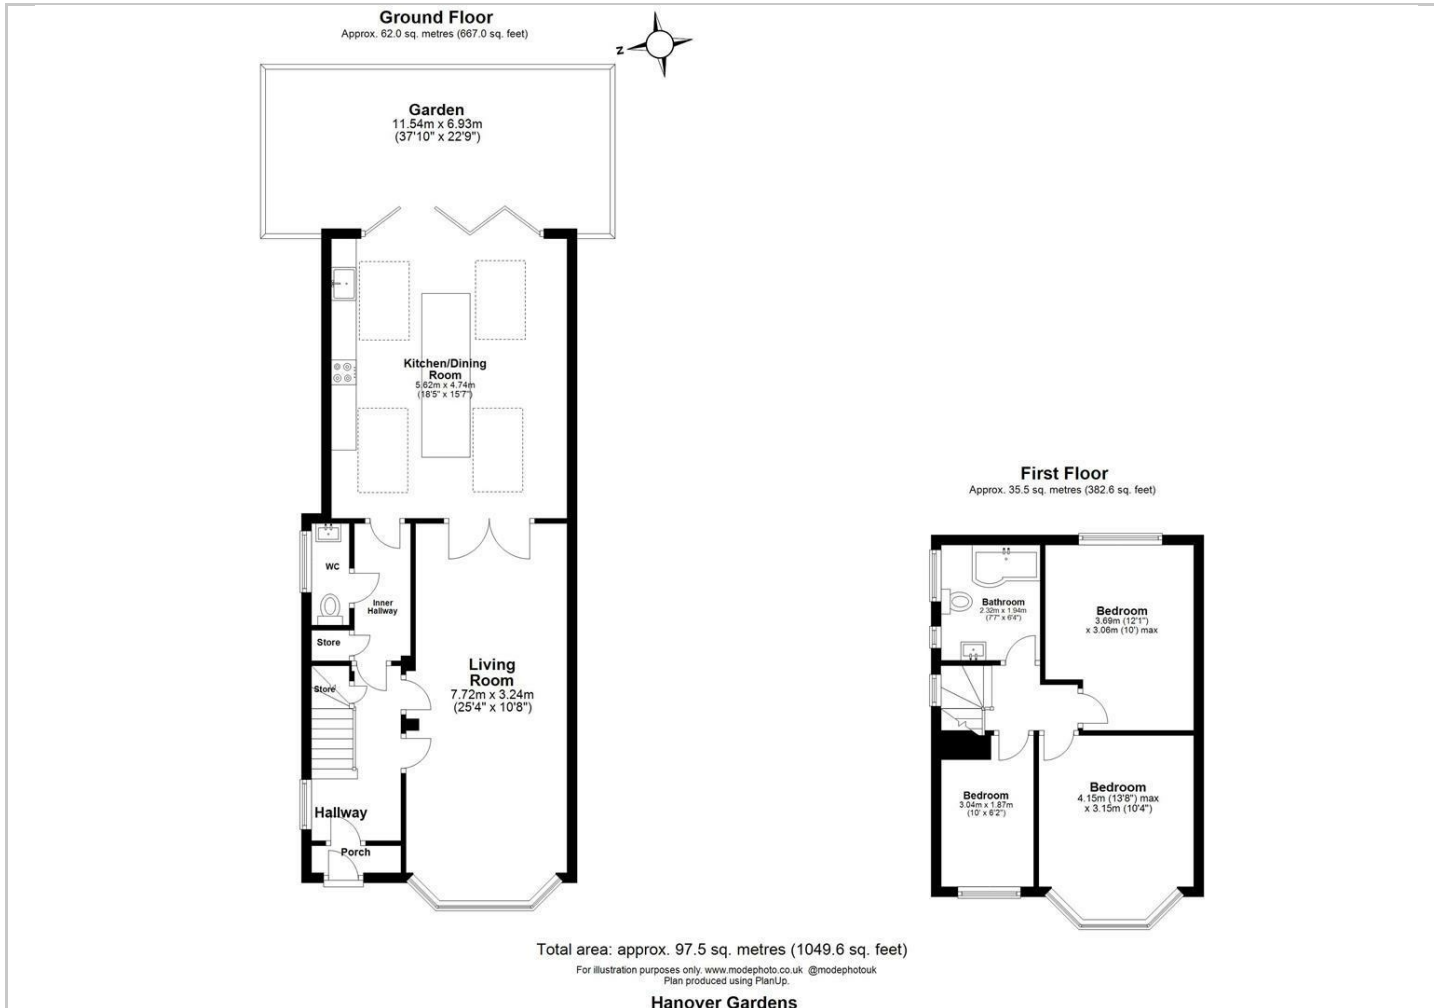 Ground Floor
Approx. 62.0 sq. metres (667.0 sq. feet)
N
Garden
11.54m x 6.93m
(37'10" x 22'9")
Kitchen/Dining
Room
5.62m x 4.74m
(18'5" x 15'7")
WC
Inner
Hallway
Store
Store
Living
Room
7.72m x 3.24m
(25'4" x 10'8")
Hallway
Porch
First Floor
Approx. 35.5 sq. metres (382.6 sq. feet)
Bathroom
2.32m x 1.94m
(7'7" x 6'4")
Bedroom
3.69m (12'1")
x 3.06m (10') max
Bedroom
3.04m x 1.87m
(10' x 6'2")
Bedroom
4.15m (13'8") max
x 3.15m (10'4")
Total area: approx. 97.5 sq. metres (1049.6 sq. feet)
For illustration purposes only. www.modephoto.co.uk @modephotouk
Plan produced using PlanUp.
Hanover Gardens